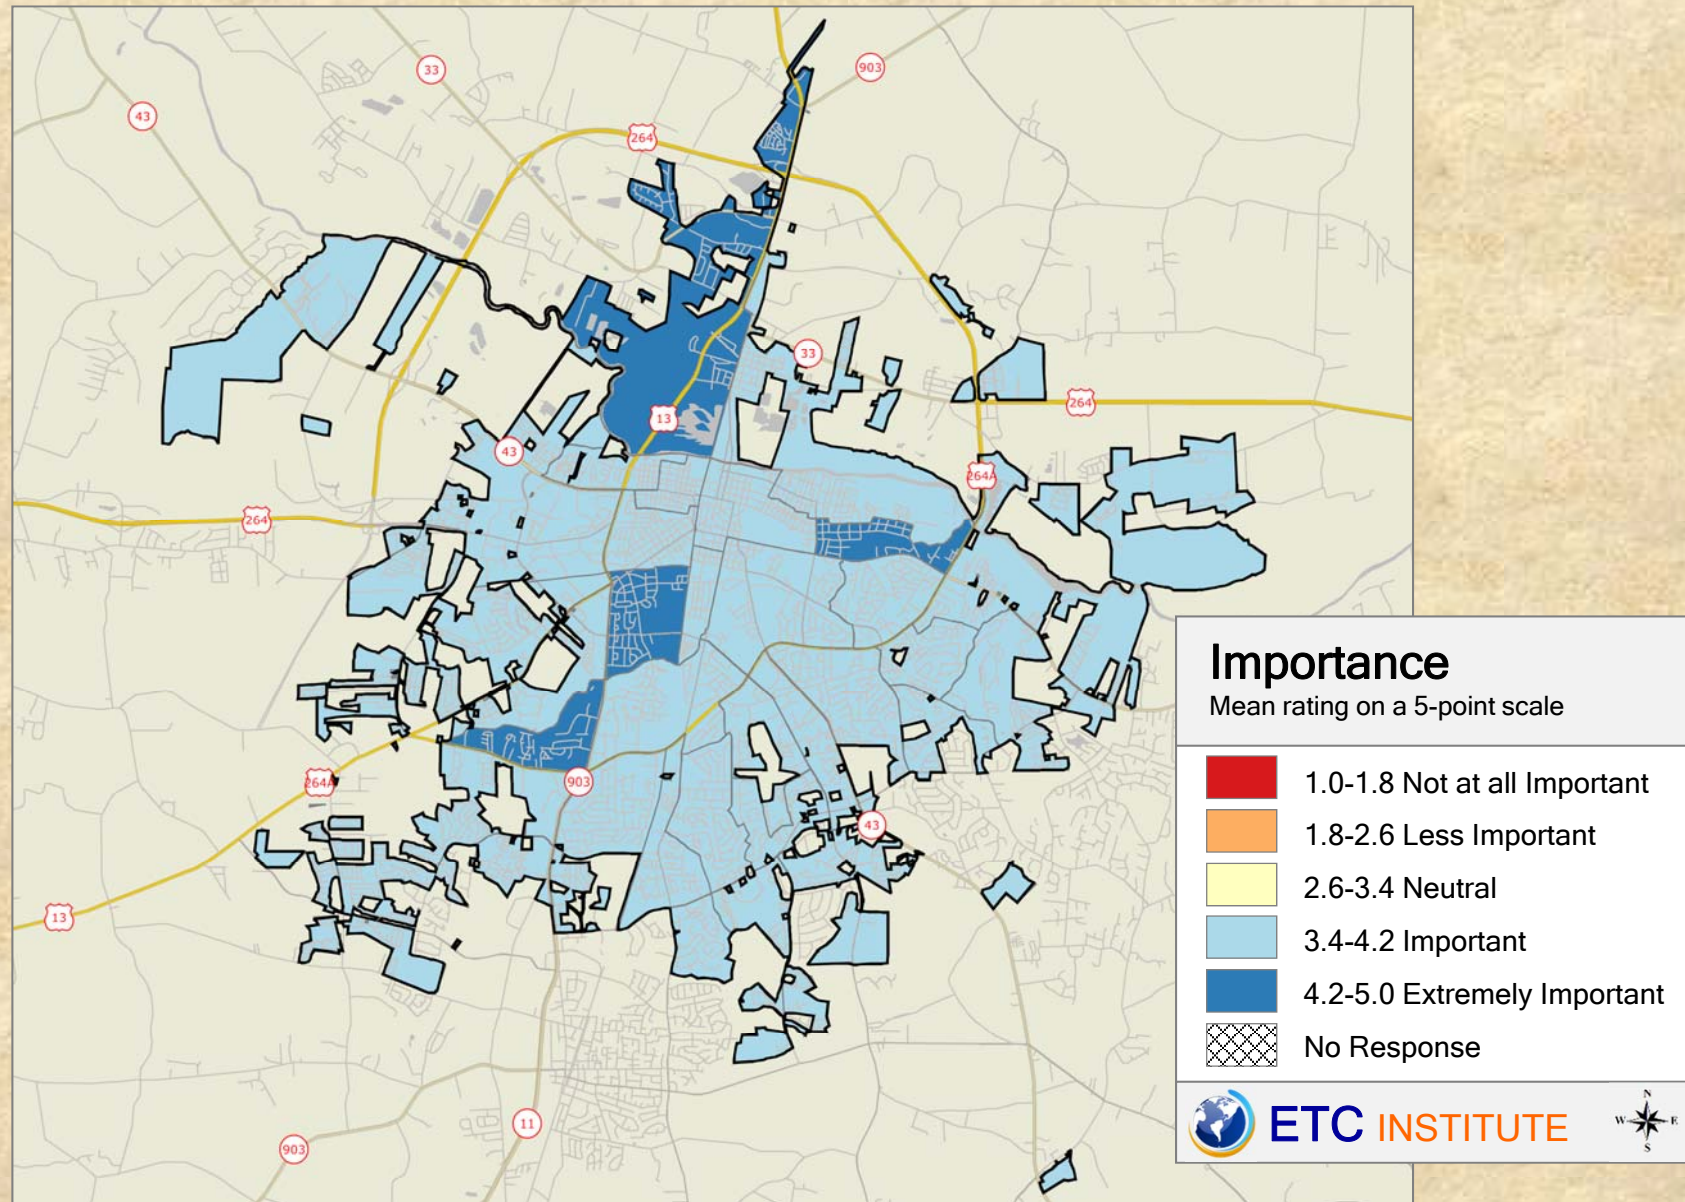 33
903
43
264
33
13
264
43
264A
264
903
264A
43
13
11
903
Importance
Mean rating on a 5-point scale
1.0-1.8 Not at all Important
1.8-2.6 Less Important
2.6-3.4 Neutral
3.4-4.2 Important
4.2-5.0 Extremely Important
No Response
ETC INSTITUTE
N
W E
S